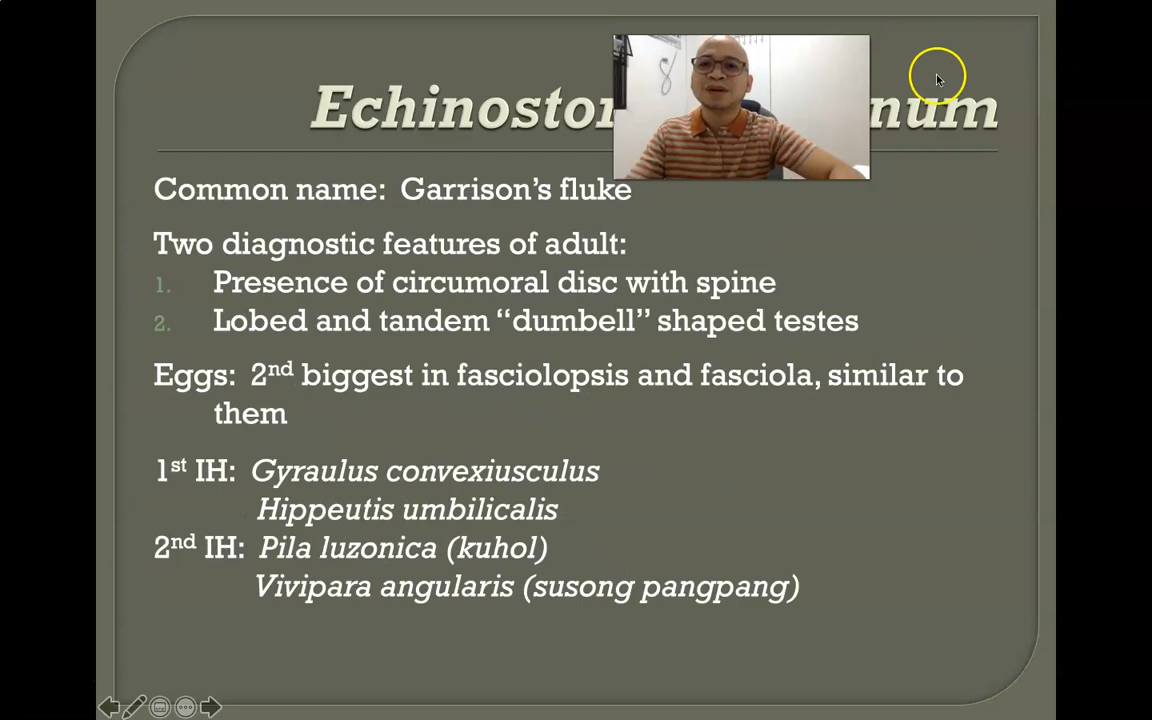 Common name: Garrison's fluke
Two diagnostic features of adult:
1. Presence of circumoral disc with spine
2. Lobed and tandem “dumbell” shaped testes
Eggs: 2nd biggest in fasciolopsis and fasciola, similar to
them
1st IH: Gyraulus convexiusculus
Hippeutis umbilicalis
2nd IH: Pila luzonica (kuhol)
Vivipara angularis (susong pangpang)